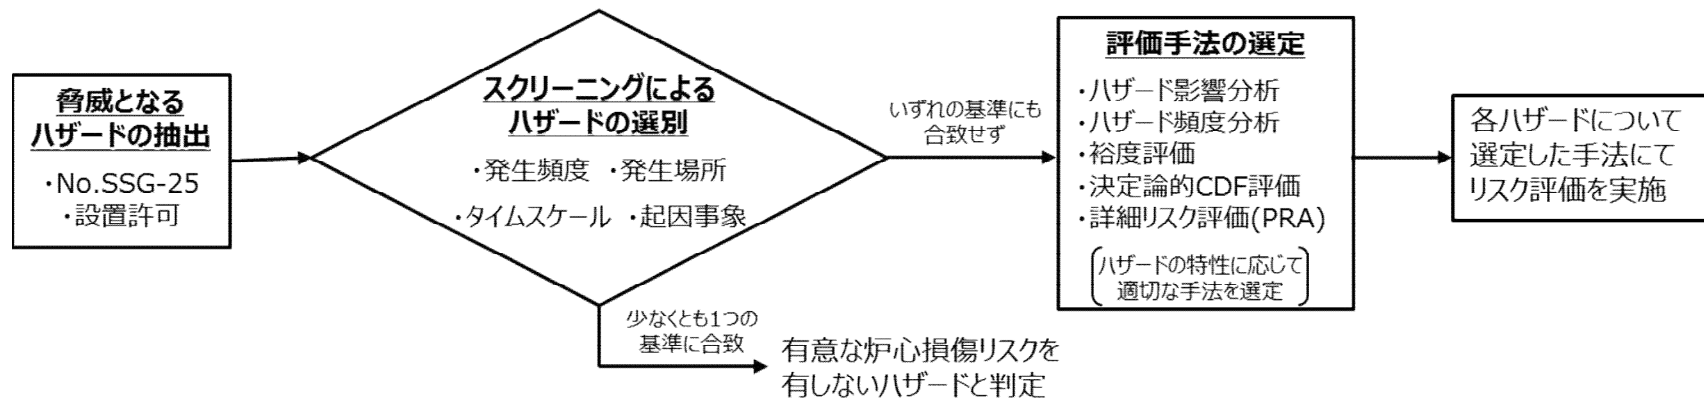 脅威となる
ハザードの抽出
・No.SSG-25
・設置許可
スクリーニングによる
ハザードの選別
・発生頻度 ・発生場所
・タイムスケール ・起因事象
いずれの基準にも
合致せず
少なくとも1つの
基準に合致
有意な炉心損傷リスクを
有しないハザードと判定
評価手法の選定
・ハザード影響分析
・ハザード頻度分析
・裕度評価
・決定論的CDF評価
・詳細リスク評価(PRA)
ハザードの特性に応じて
適切な手法を選定
各ハザードについて
選定した手法にて
リスク評価を実施